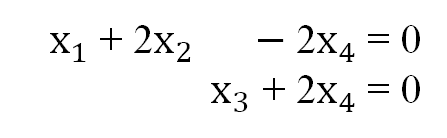 x₁ + 2x₂ − 2x₄ = 0
x₃ + 2x₄ = 0